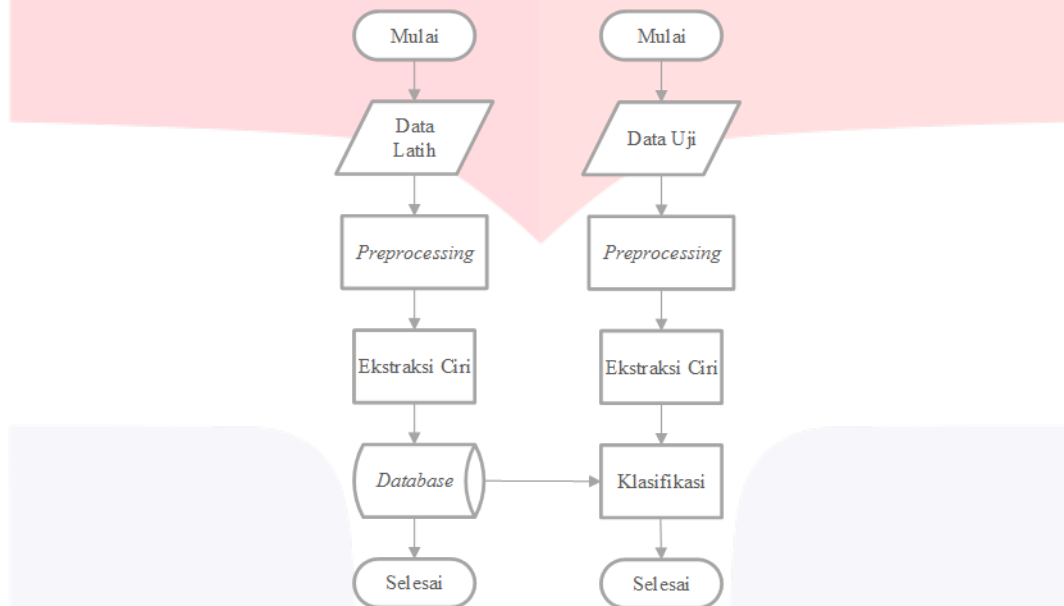 Mulai
Data
Latih
Preprocessing
Ekstraksi Ciri
Database
Selesai
Mulai
Data Uji
Preprocessing
Ekstraksi Ciri
Klasifikasi
Selesai